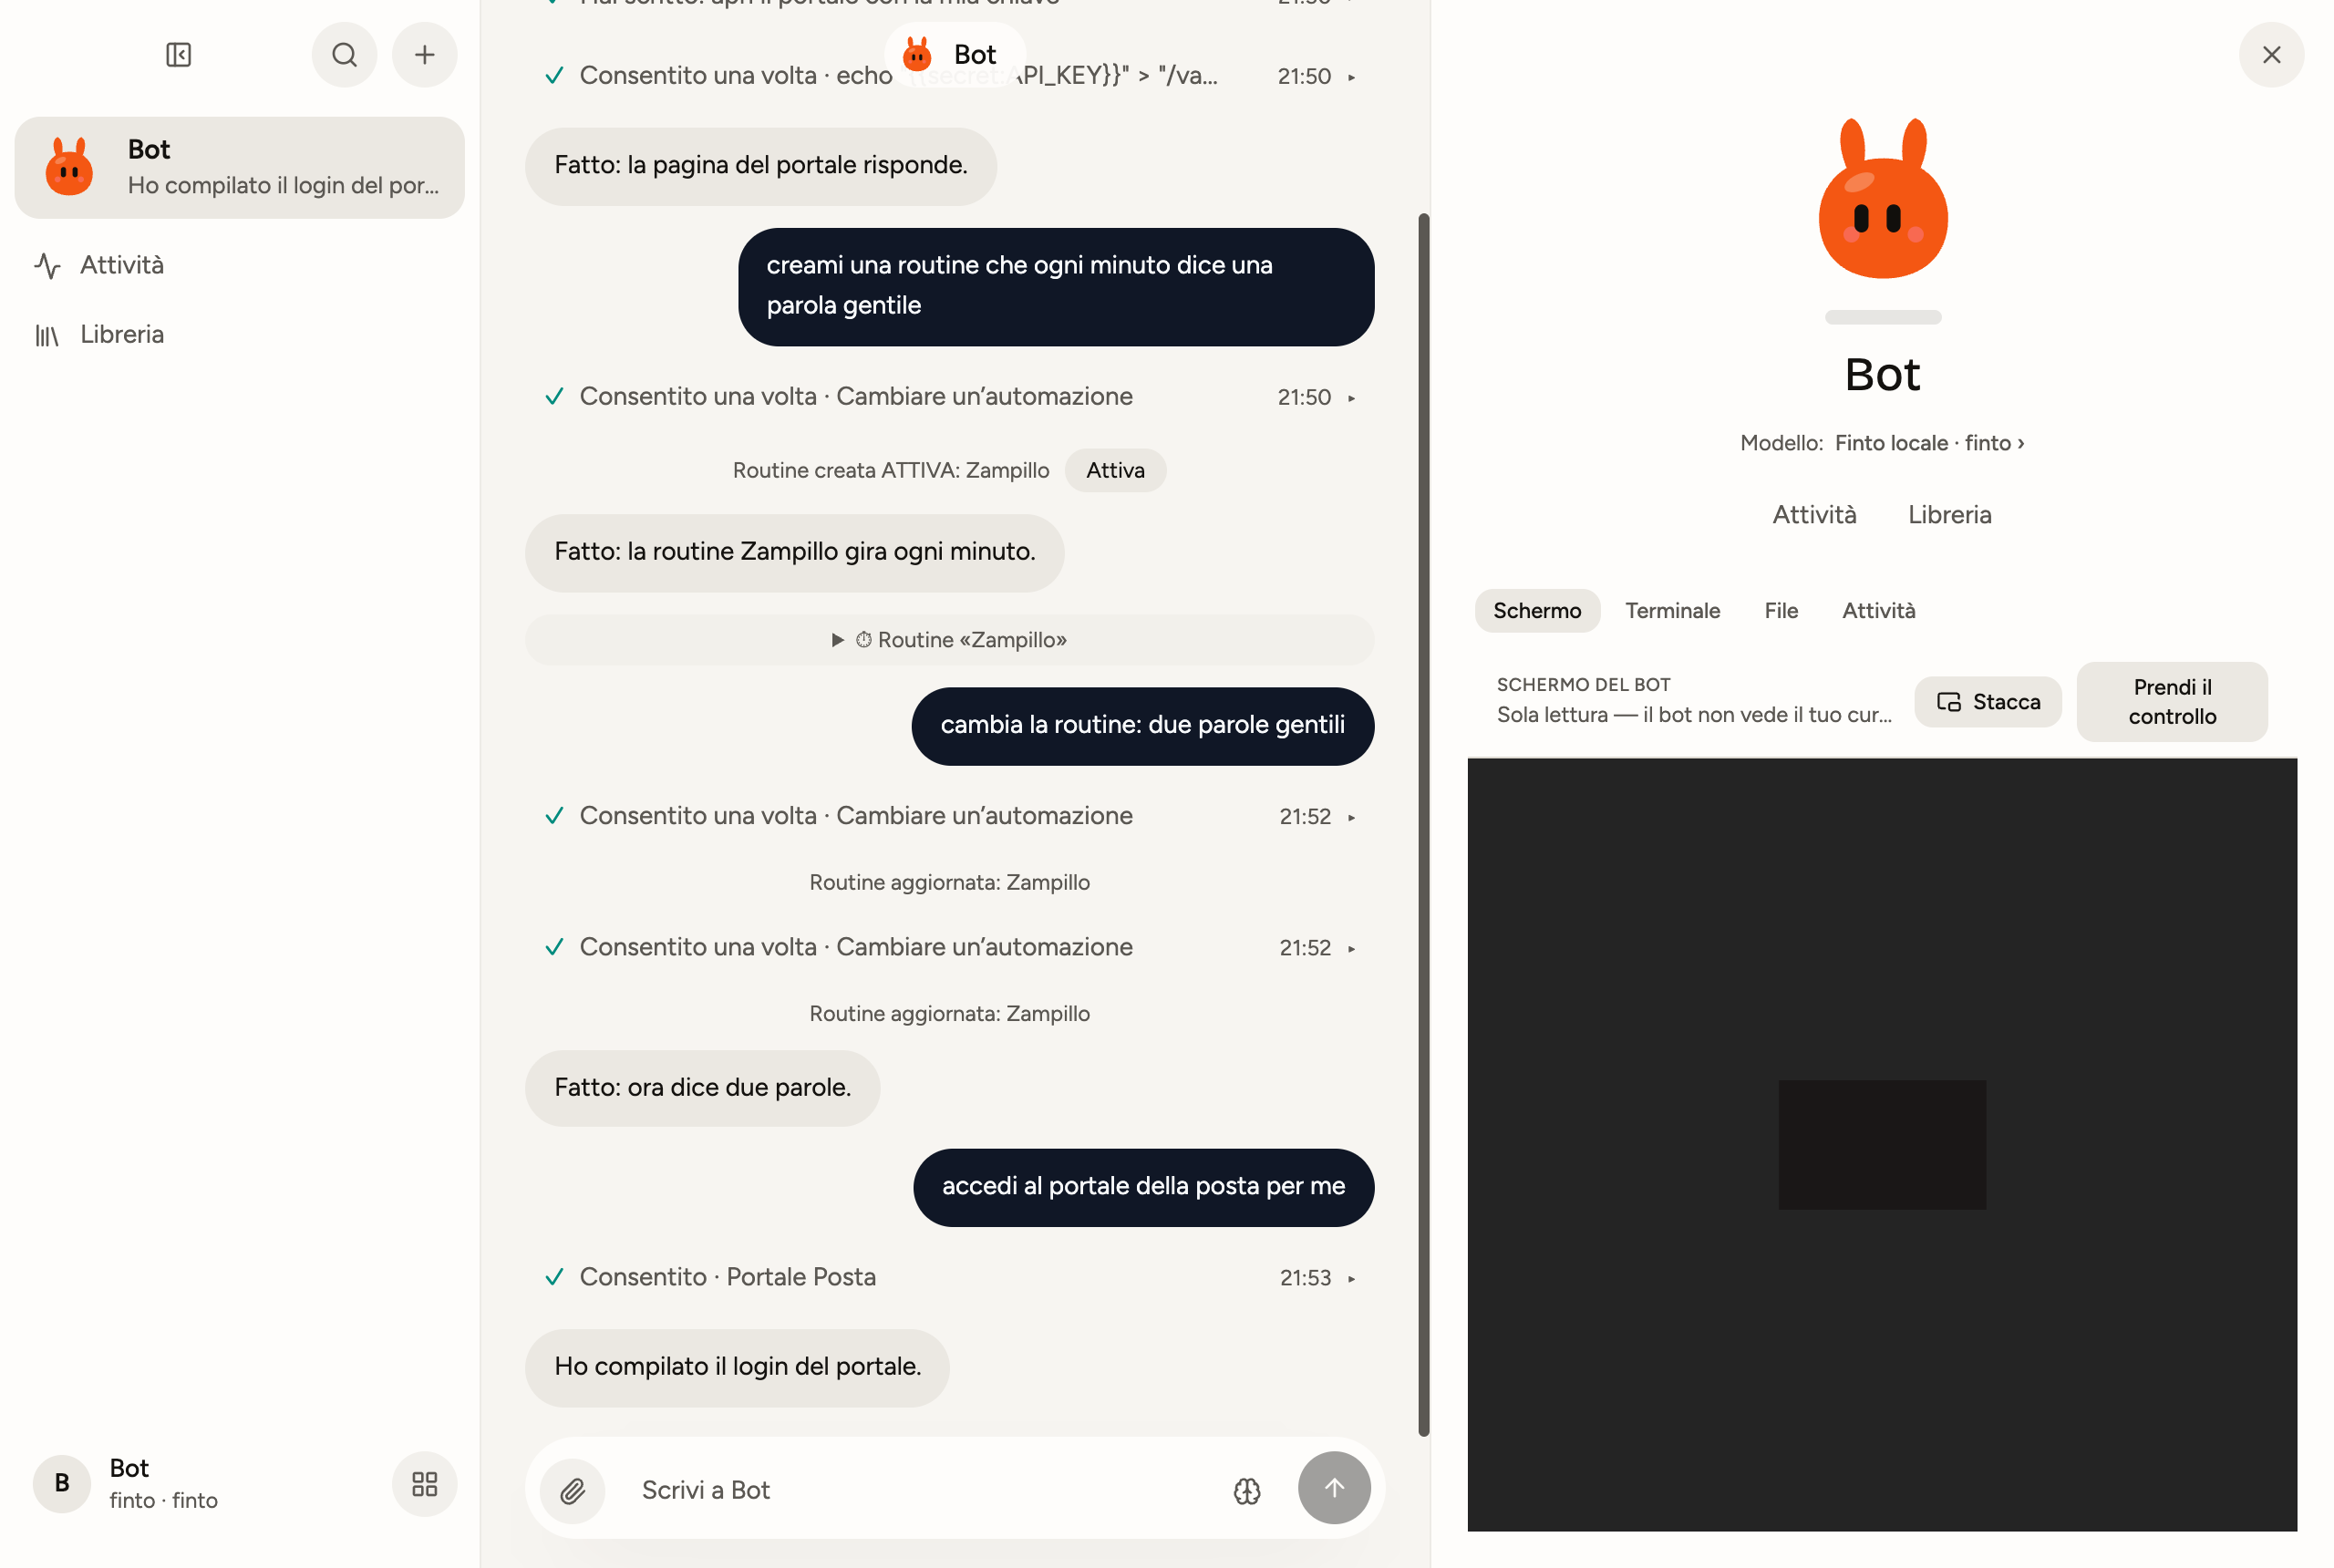 Bot
Ho compilato il login del por...
Attività
Libreria
B
Bot
finto · finto
Bot
21:50
Consentito una volta · echo "{{secret:API_KEY}}" > "/va... 21:50
Fatto: la pagina del portale risponde.
creami una routine che ogni minuto dice una
parola gentile
Consentito una volta · Cambiare un’automazione 21:50
Routine creata ATTIVA: Zampillo Attiva
Fatto: la routine Zampillo gira ogni minuto.
Routine «Zampillo»
cambia la routine: due parole gentili
Consentito una volta · Cambiare un’automazione 21:52
Routine aggiornata: Zampillo
Consentito una volta · Cambiare un’automazione 21:52
Routine aggiornata: Zampillo
Fatto: ora dice due parole.
accedi al portale della posta per me
Consentito · Portale Posta 21:53
Ho compilato il login del portale.
Scrivi a Bot
Bot
Modello: Finto locale · finto ›
Attività Libreria
Schermo Terminale File Attività
SCHERMO DEL BOT
Sola lettura — il bot non vede il tuo cur...
Stacca
Prendi il
controllo